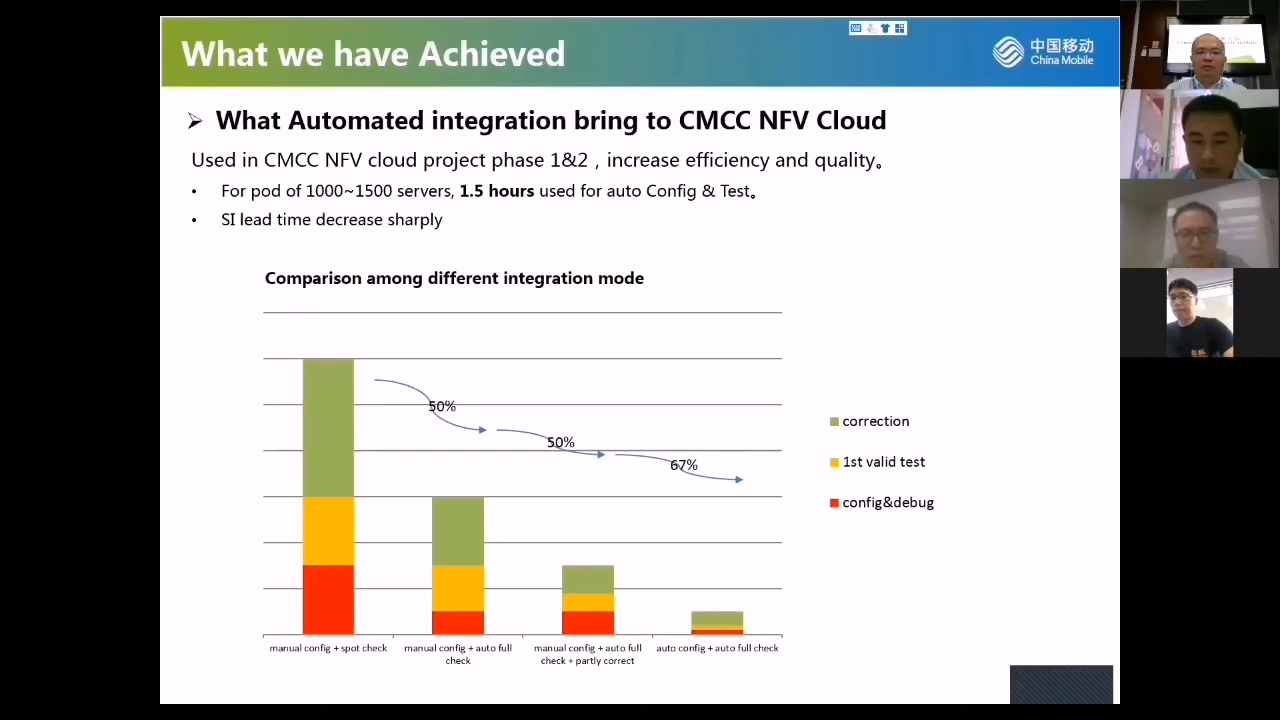 What we have Achieved
中国移动
China Mobile
What Automated integration bring to CMCC NFV Cloud
Used in CMCC NFV cloud project phase 1&2 , increase efficiency and quality。
• For pod of 1000~1500 servers, 1.5 hours used for auto Config & Test。
• SI lead time decrease sharply
Comparison among different integration mode
50%
50%
67%
correction
1st valid test
config&debug
manual config + spot check
manual config + auto full
check
manual config + auto full
check + partly correct
auto config + auto full check